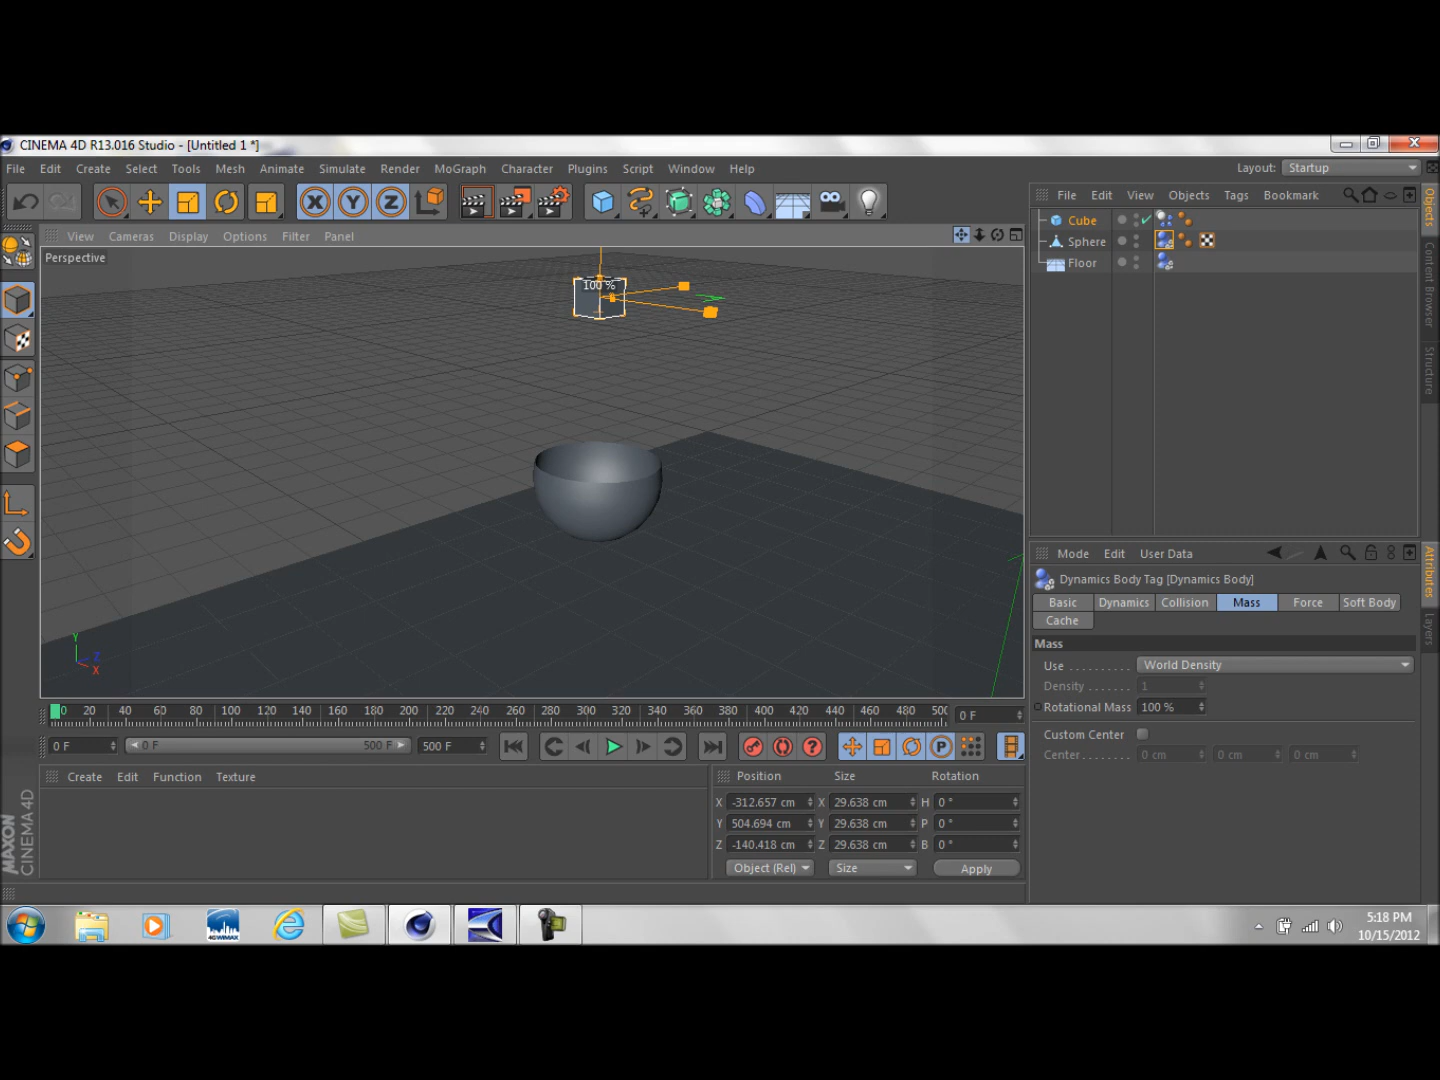 CINEMA 4D R13.016 Studio - [Untitled 1 *]
File Edit Create Select Tools Mesh Simulate Render MoGraph Character Animate Plugins Script Window Help
Layout: Startup
File Edit View Objects Tags Bookmark
View Cameras Display Options Filter Panel
Perspective
100 %
Cube
Sphere
Floor
Objects
Content Browser
Structure
Mode Edit User Data
Dynamics Body Tag [Dynamics Body]
Basic Dynamics Collision Mass Force Soft Body
Cache
Mass
Use . . . . . . . . . . World Density
Density . . . . . . . 1
Rotational Mass 100 %
Custom Center
Center . . . . . . . . 0 cm 0 cm 0 cm
Attributes
Layers
Y
Z
X
0 20 40 60 80 100 120 140 160 180 200 220 240 260 280 300 320 340 360 380 400 420 440 460 480 500
0 F
0 F 0 F 500 F 500 F
P
Create Edit Function Texture
Position Size Rotation
X -312.657 cm X 29.638 cm H 0 °
Y 504.694 cm Y 29.638 cm P 0 °
Z -140.418 cm Z 29.638 cm B 0 °
Object (Rel) Size Apply
MAXON
CINEMA 4D
4GWIMAX
5:18 PM
10/15/2012